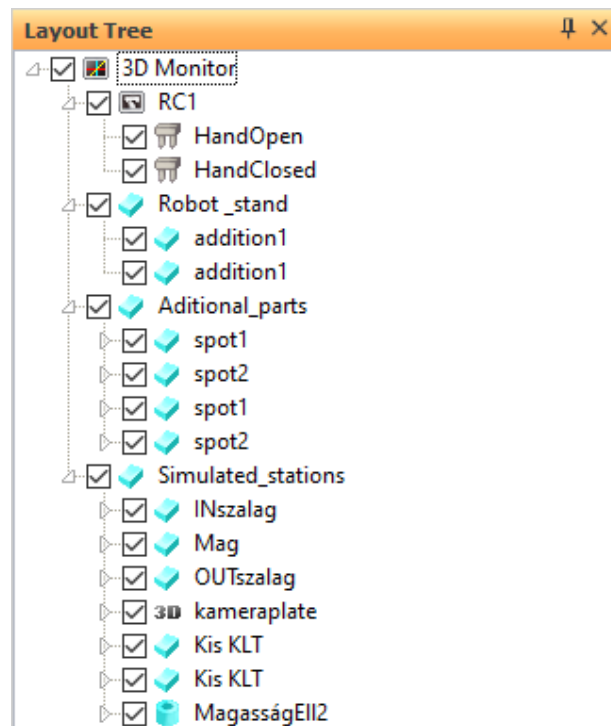 Layout Tree
3D Monitor
RC1
HandOpen
HandClosed
Robot _stand
addition1
addition1
Aditional_parts
spot1
spot2
spot1
spot2
Simulated_stations
INszalag
Mag
OUTszalag
3D kameraplate
Kis KLT
Kis KLT
MagasságEll2